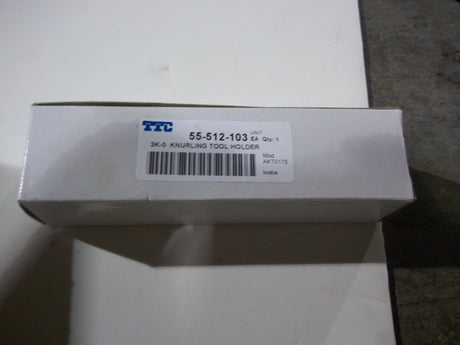 TTC 55-512-103 UNIT EA Qty: 1
3K-0 KNURLING TOOL HOLDER
Mod
AKT0175
India